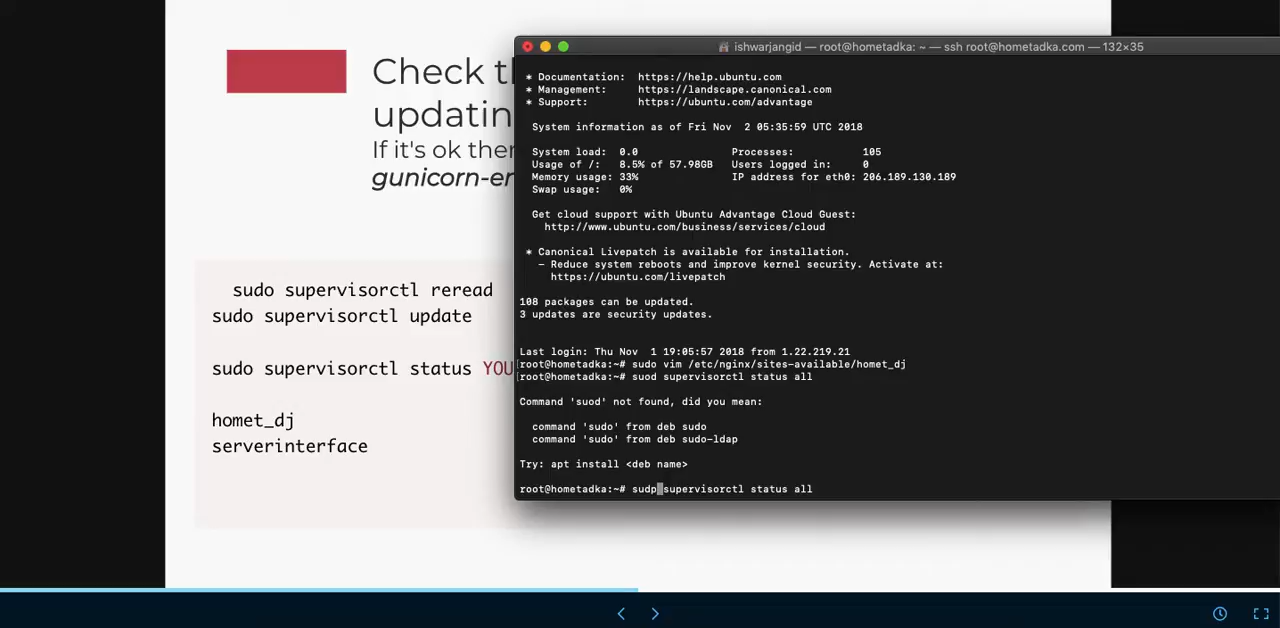 Check th
updatin
If it's ok ther
gunicorn-er
sudo supervisorctl reread
sudo supervisorctl update
sudo supervisorctl status YOU
homet_dj
serverinterface
ishwarjangid — root@hometadka: ~ — ssh root@hometadka.com — 132×35
* Documentation: https://help.ubuntu.com
* Management: https://landscape.canonical.com
* Support: https://ubuntu.com/advantage
System information as of Fri Nov 2 05:35:59 UTC 2018
System load: 0.0 Processes: 105
Usage of /: 8.5% of 57.98GB Users logged in: 0
Memory usage: 33% IP address for eth0: 206.189.130.189
Swap usage: 0%
Get cloud support with Ubuntu Advantage Cloud Guest:
http://www.ubuntu.com/business/services/cloud
* Canonical Livepatch is available for installation.
- Reduce system reboots and improve kernel security. Activate at:
https://ubuntu.com/livepatch
108 packages can be updated.
3 updates are security updates.
Last login: Thu Nov 1 19:05:57 2018 from 1.22.219.21
[root@hometadka:~# sudo vim /etc/nginx/sites-available/homet_dj
[root@hometadka:~# suod supervisorctl status all
Command 'suod' not found, did you mean:
command 'sudo' from deb sudo
command 'sudo' from deb sudo-ldap
Try: apt install <deb name>
root@hometadka:~# sudp supervisorctl status all